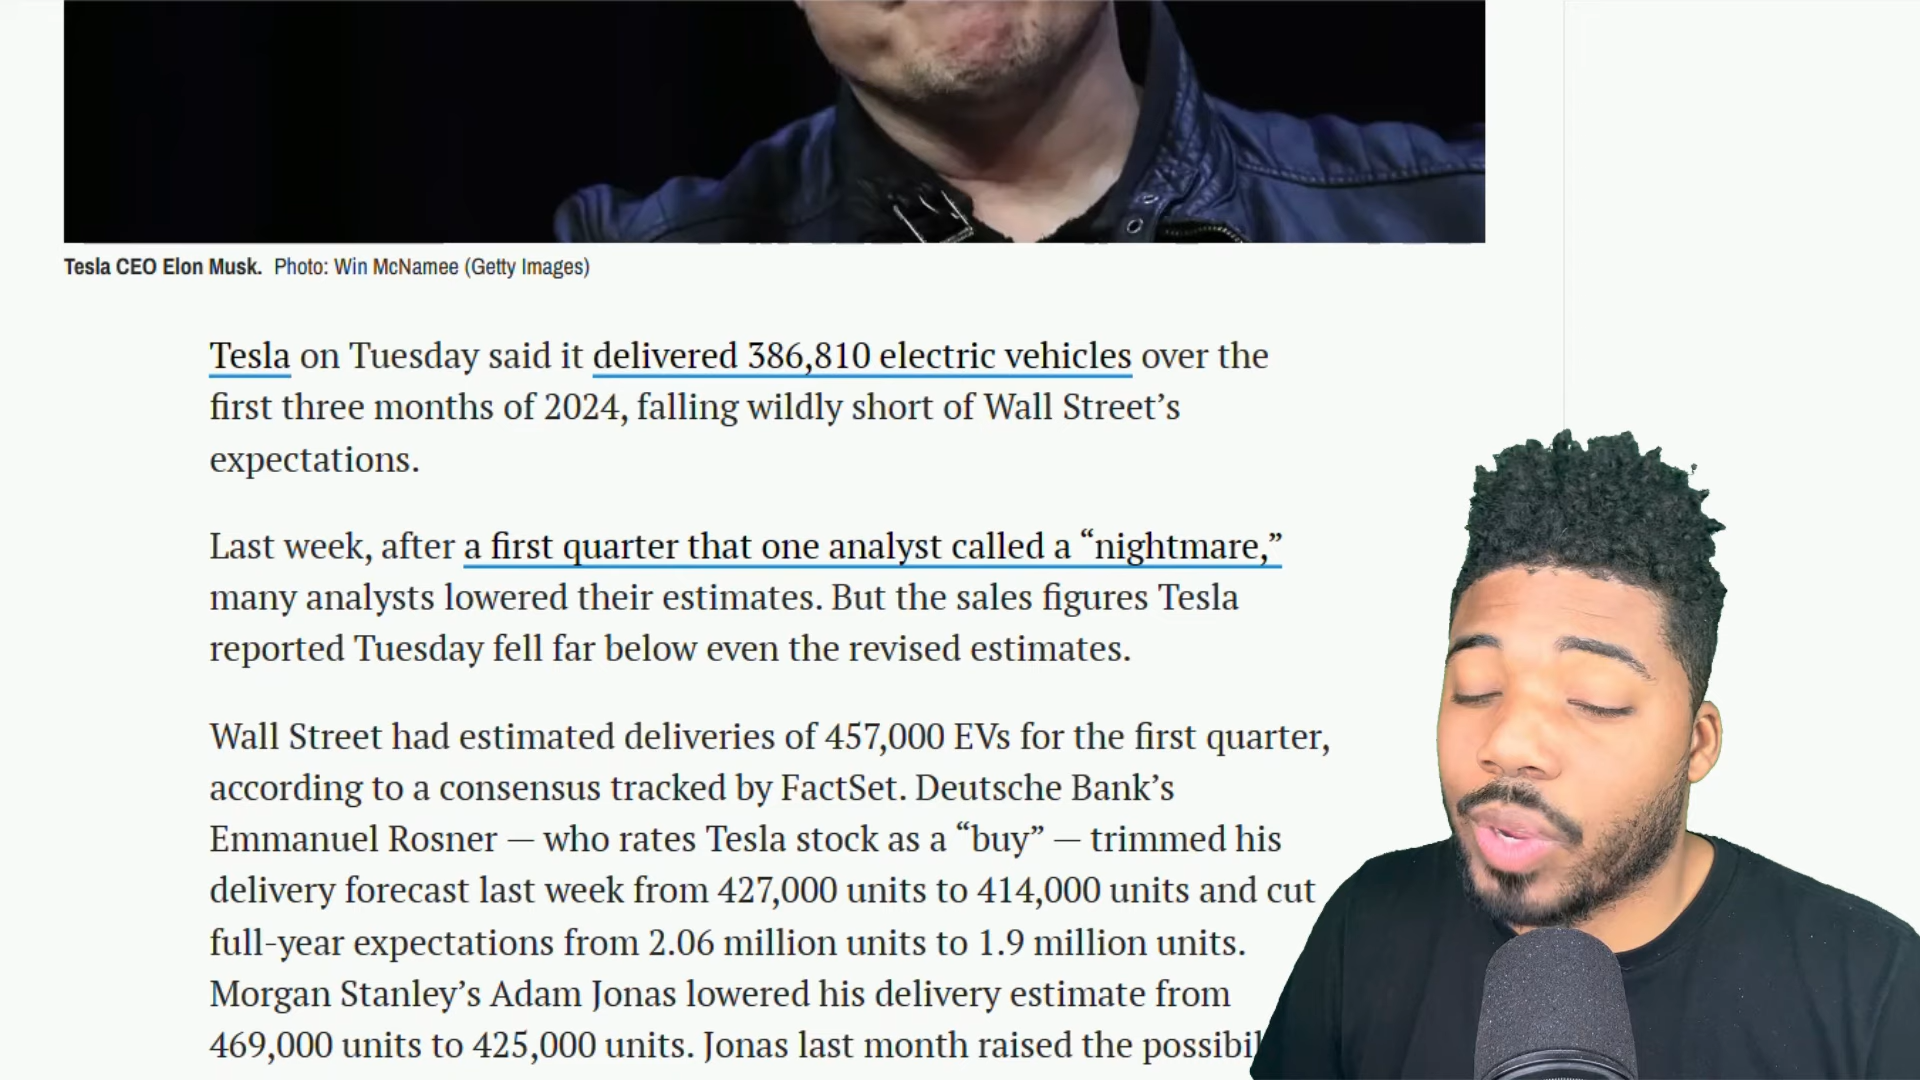 Tesla CEO Elon Musk. Photo: Win McNamee (Getty Images)
Tesla on Tuesday said it delivered 386,810 electric vehicles over the
first three months of 2024, falling wildly short of Wall Street’s
expectations.
Last week, after a first quarter that one analyst called a “nightmare,”
many analysts lowered their estimates. But the sales figures Tesla
reported Tuesday fell far below even the revised estimates.
Wall Street had estimated deliveries of 457,000 EVs for the first quarter,
according to a consensus tracked by FactSet. Deutsche Bank’s
Emmanuel Rosner — who rates Tesla stock as a “buy” — trimmed his
delivery forecast last week from 427,000 units to 414,000 units and cut
full-year expectations from 2.06 million units to 1.9 million units.
Morgan Stanley’s Adam Jonas lowered his delivery estimate from
469,000 units to 425,000 units. Jonas last month raised the